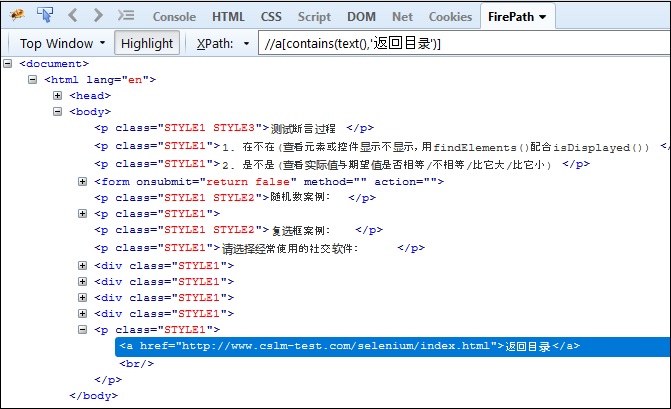 Console HTML CSS Script DOM Net Cookies FirePath
Top Window Highlight XPath: //a[contains(text(),'返回目录')]
<document>
<html lang="en">
<head>
<body>
<p class="STYLE1 STYLE3">测试断言过程 </p>
<p class="STYLE1">1. 在不在(查看元素或控件显示不显示，用findElements()配合isDisplayed()) </p>
<p class="STYLE1">2. 是不是(查看实际值与期望值是否相等/不相等/比它大/比它小) </p>
<form onsubmit="return false" method="" action="">
<p class="STYLE1 STYLE2">随机数案例： </p>
<p class="STYLE1">
<p class="STYLE1 STYLE2">复选框案例： </p>
<p class="STYLE1">请选择经常使用的社交软件： </p>
<div class="STYLE1">
<div class="STYLE1">
<div class="STYLE1">
<p class="STYLE1">
<a href="http://www.cslm-test.com/selenium/index.html">返回目录</a>
<br/>
</p>
</body>